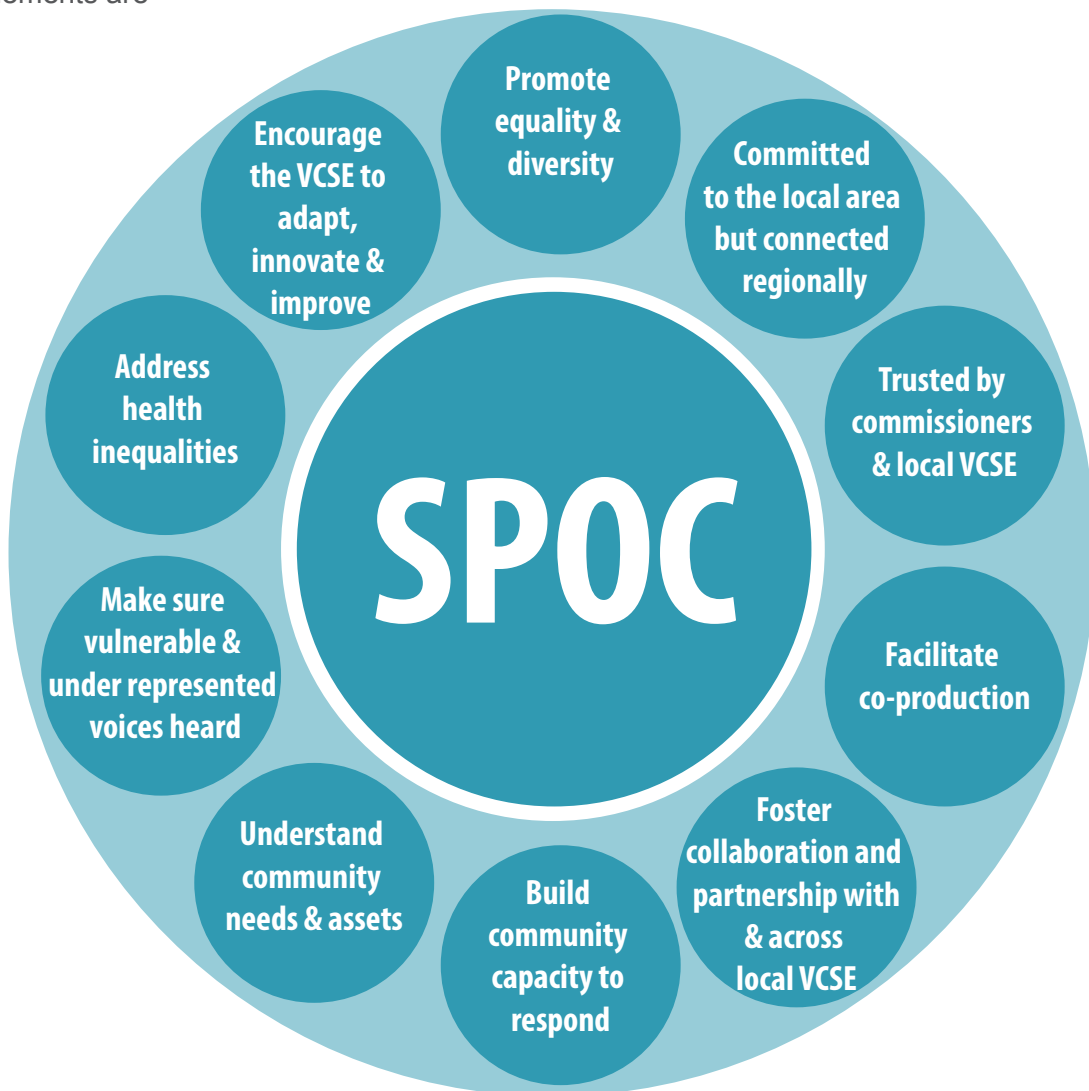 are
Promote
equality &
diversity
Committed
to the local area
but connected
regionally
Trusted by
commissioners
& local VCSE
Facilitate
co-production
Foster
collaboration and
partnership with
& across
local VCSE
Build
community
capacity to
respond
Understand
community
needs & assets
Make sure
vulnerable &
under represented
voices heard
Address
health
inequalities
Encourage
the VCSE to
adapt,
innovate &
improve
SPOC